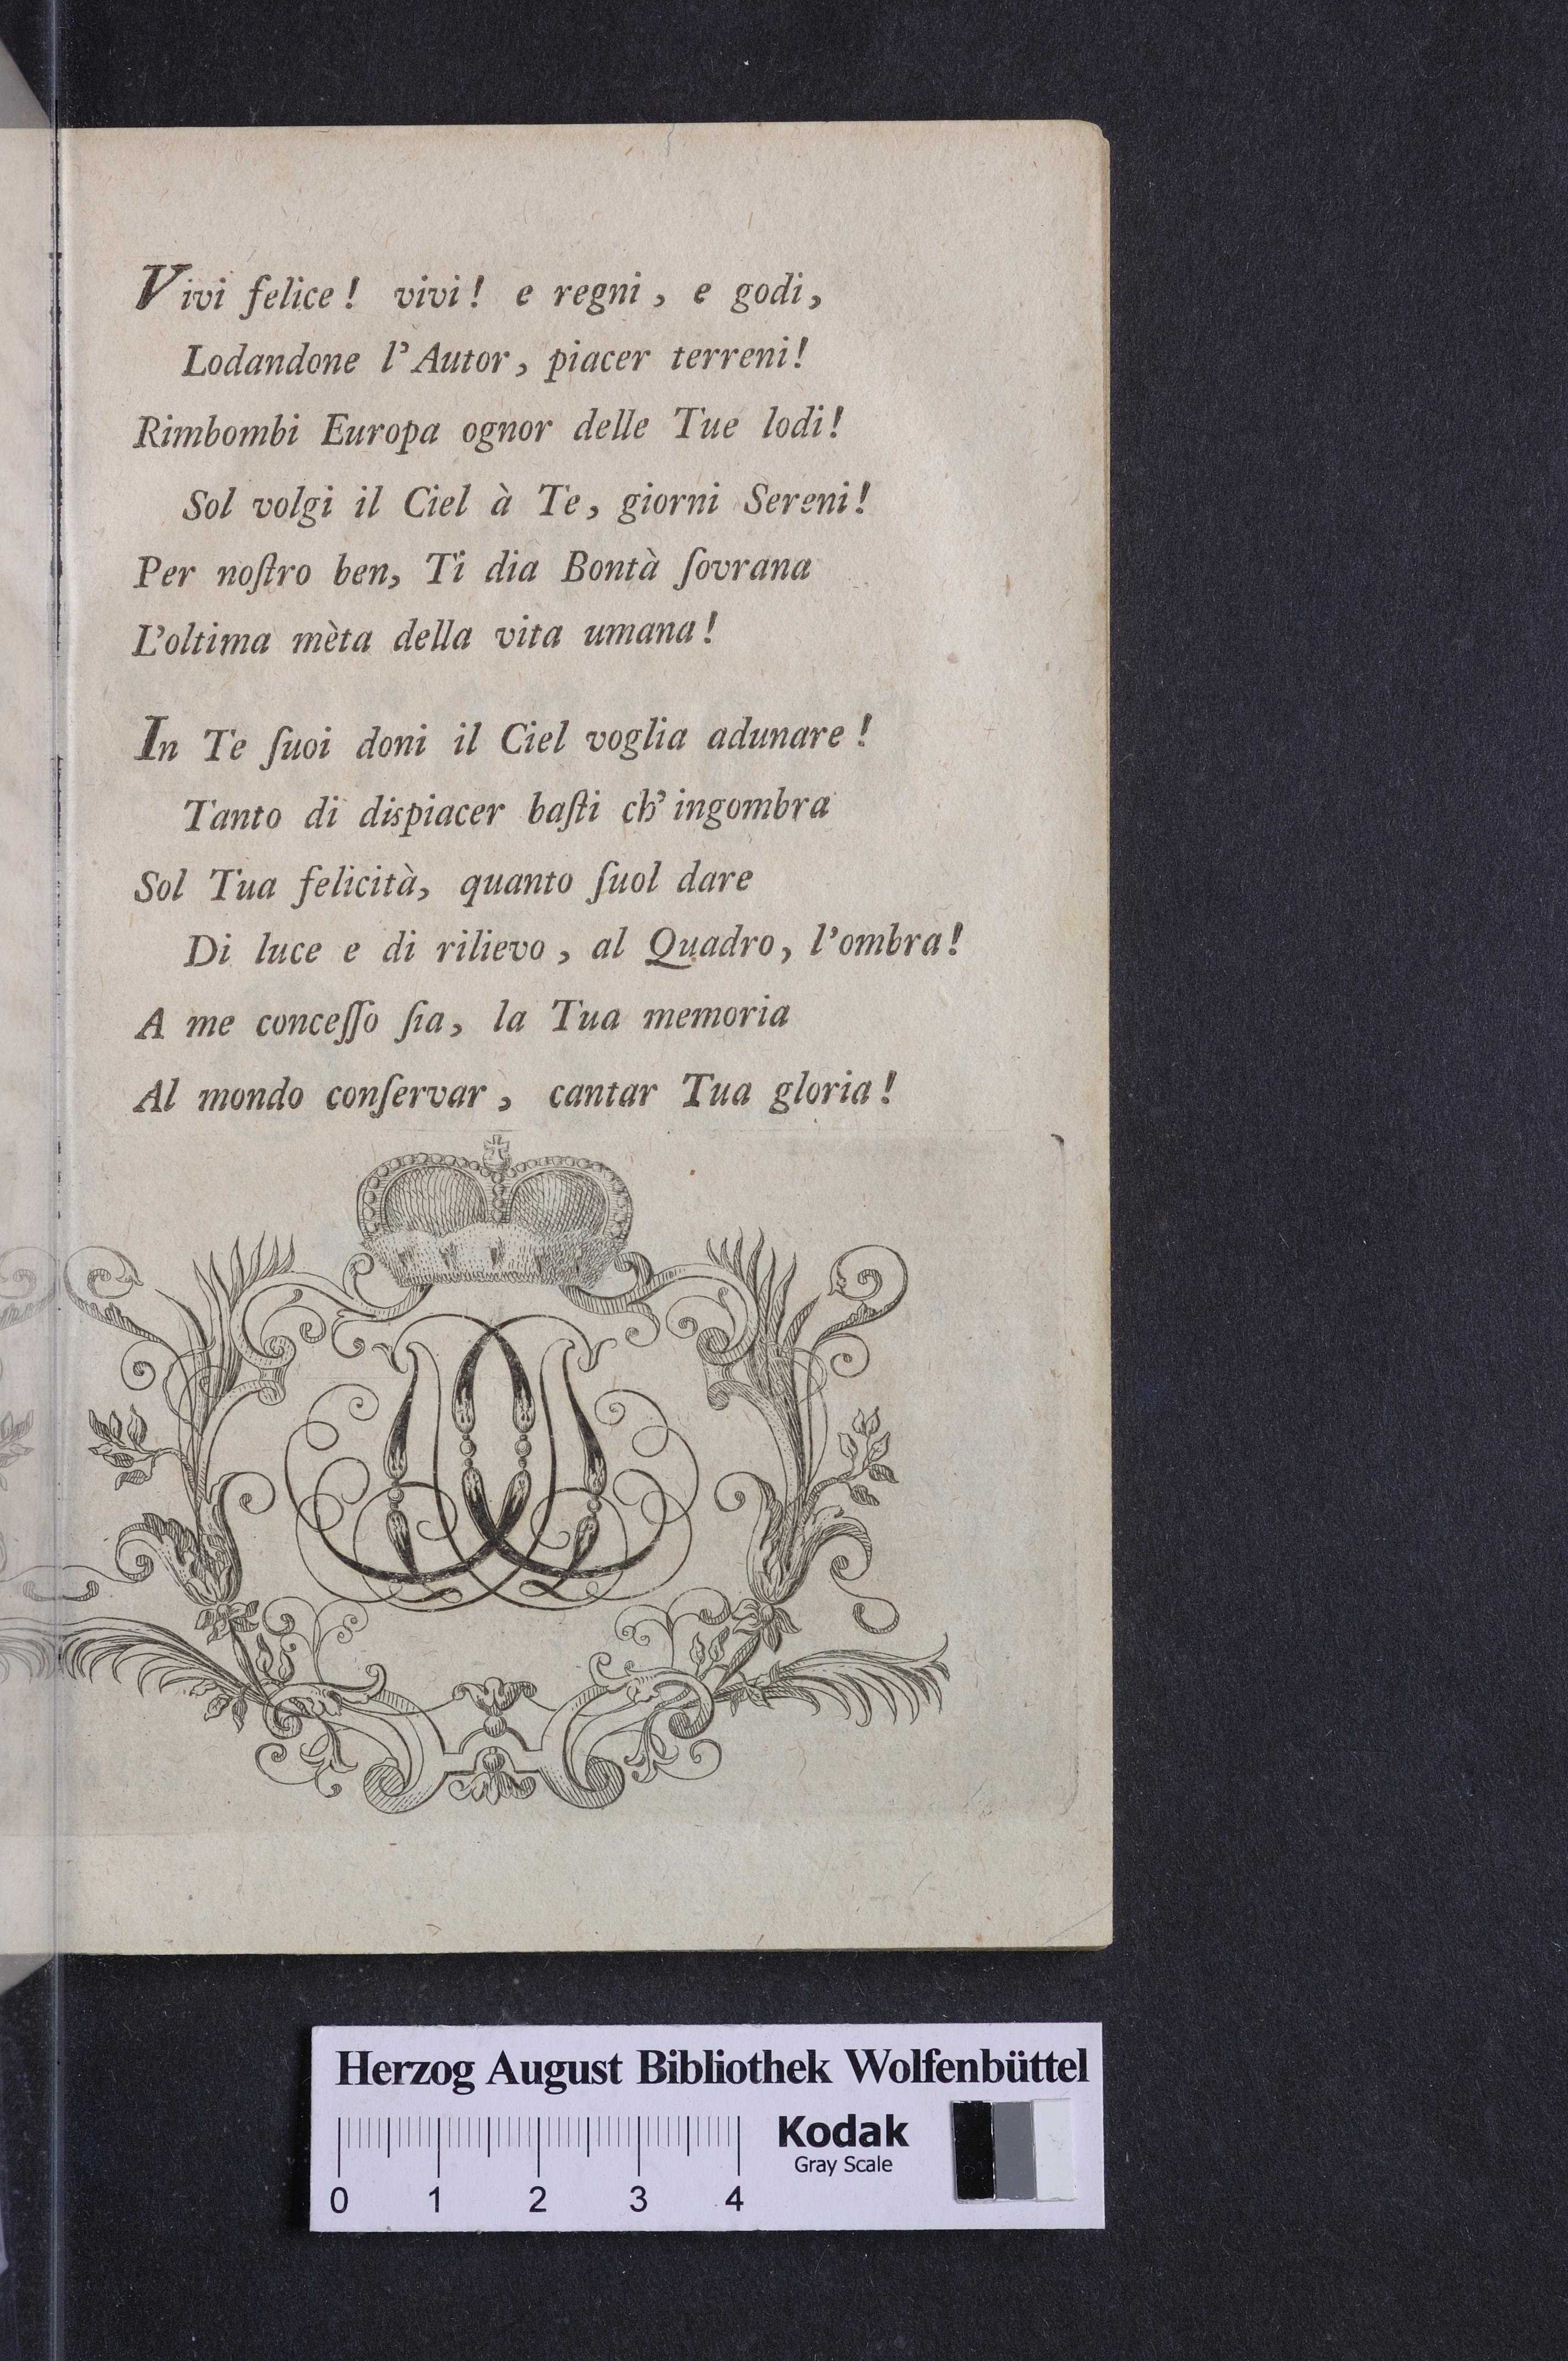 Vivi felice! vivi! e regni, e godi,
Lodandone l'Autor, piacer terreni!
Rimbombi Europa ognor delle Tue lodi!
Sol volgi il Ciel à Te, giorni Sereni!
Per noſtro ben, Ti dia Bontà ſovrana
L'oltima mèta della vita umana!
In Te ſuoi doni il Ciel voglia adunare!
Tanto di dispiacer baſti ch'ingombra
Sol Tua felicità, quanto ſuol dare
Di luce e di rilievo, al Quadro, l'ombra!
A me conceſſo ſia, la Tua memoria
Al mondo conſervar, cantar Tua gloria!
Herzog August Bibliothek Wolfenbüttel
Kodak
Gray Scale
0 1 2 3 4